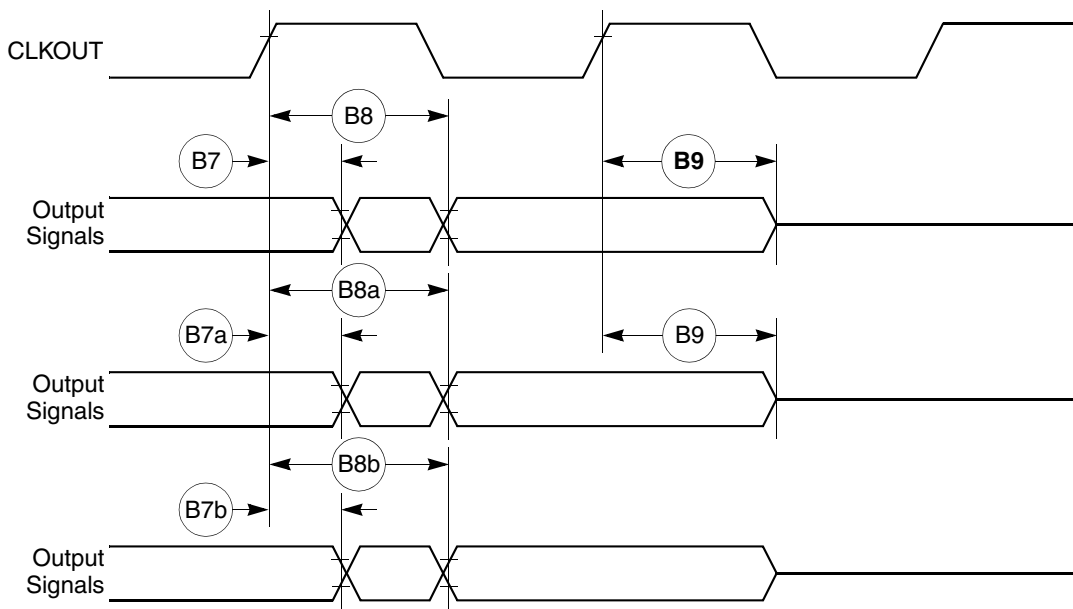 CLKOUT
B8
B7
B9
Output
Signals
B8a
B7a
B9
Output
Signals
B8b
B7b
Output
Signals